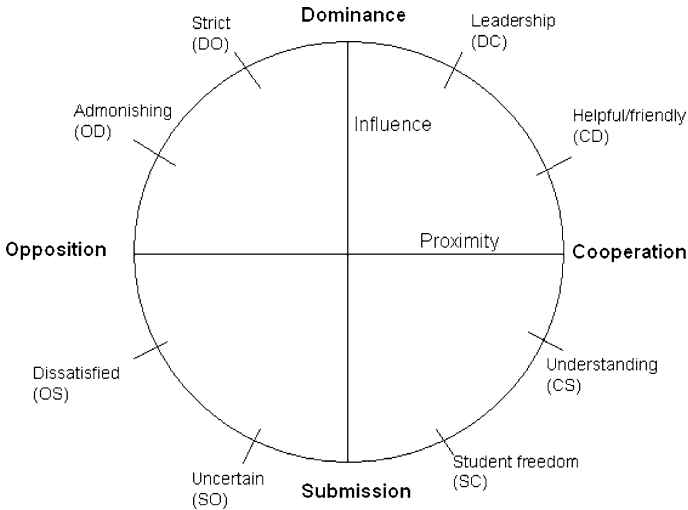 Dominance
Strict
(DO)
Leadership
(DC)
Admonishing
(OD)
Influence
Helpful/friendly
(CD)
Opposition
Proximity
Cooperation
Dissatisfied
(OS)
Understanding
(CS)
Uncertain
(SO)
Submission
Student freedom
(SC)